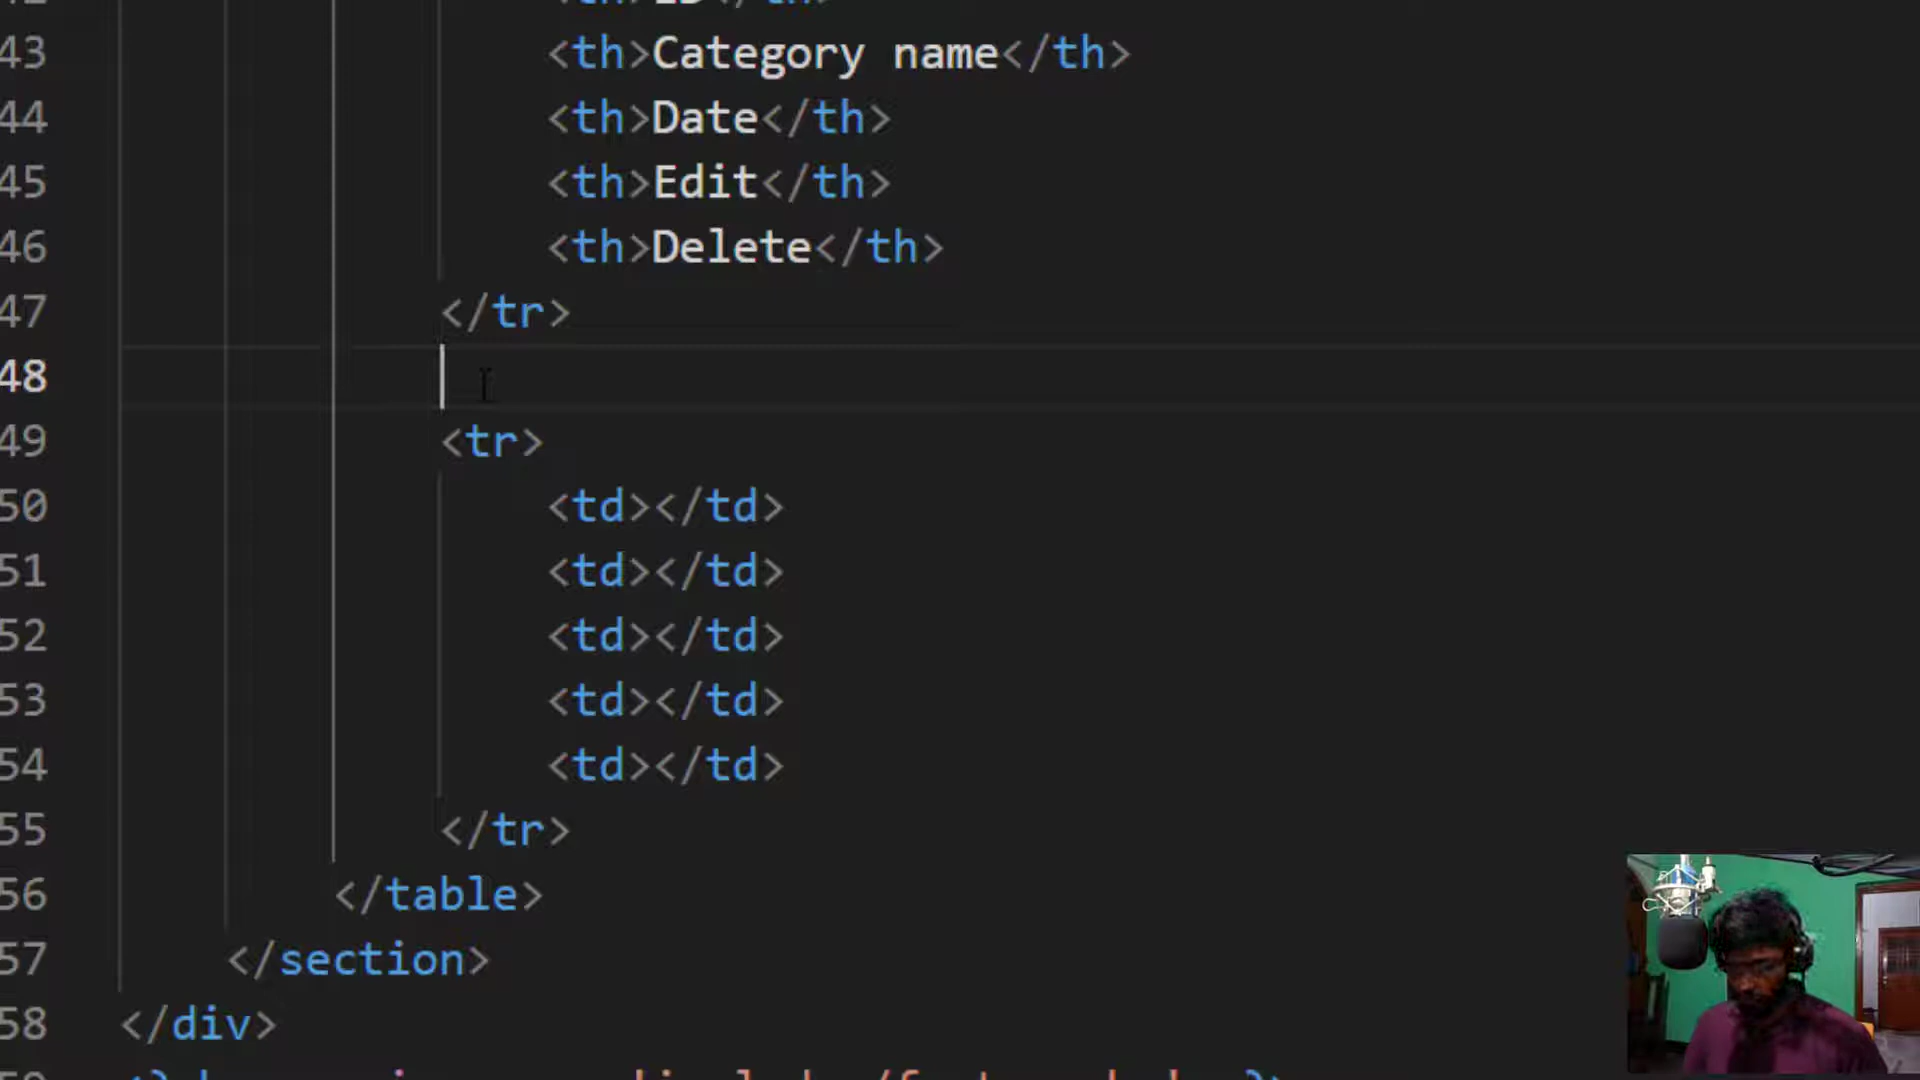 43 <th>Category name</th>
44 <th>Date</th>
45 <th>Edit</th>
46 <th>Delete</th>
47 </tr>
48
49 <tr>
50 <td></td>
51 <td></td>
52 <td></td>
53 <td></td>
54 <td></td>
55 </tr>
56 </table>
57 </section>
58 </div>